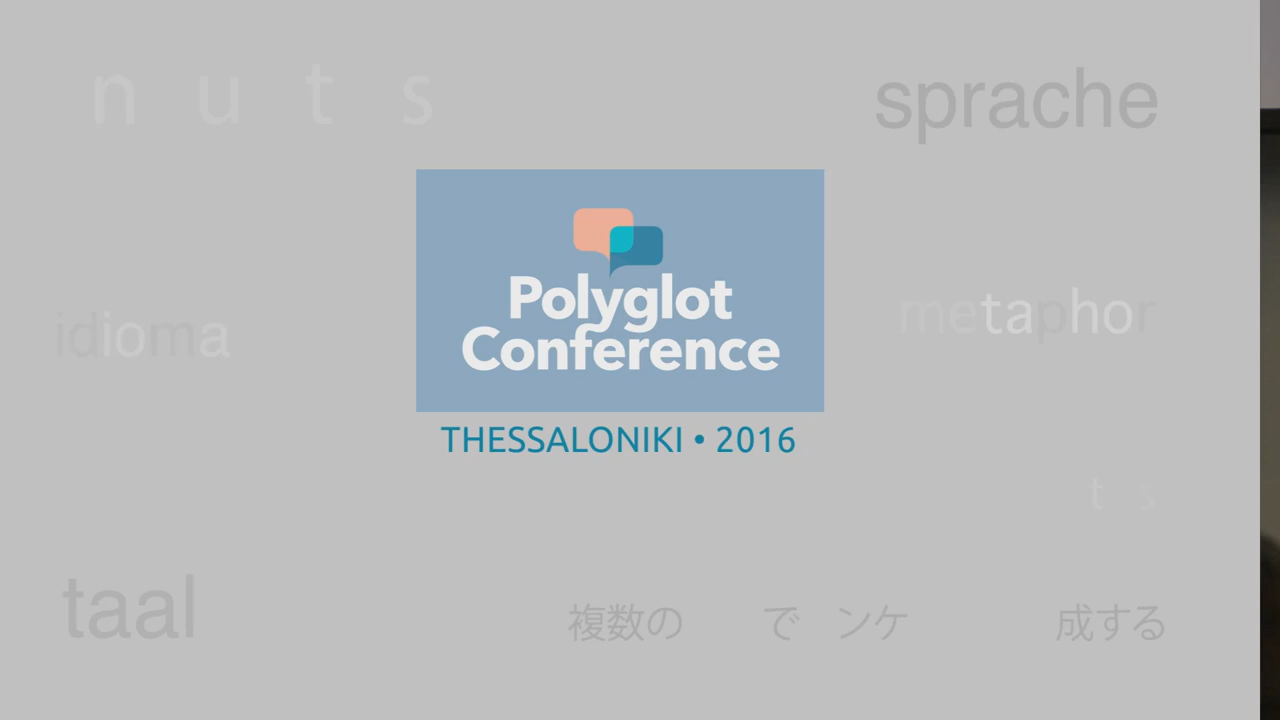 n u t s
sprache
Polyglot
Conference
idioma
metaphor
THESSALONIKI • 2016
t s
taal
複数の で ンケ 成する